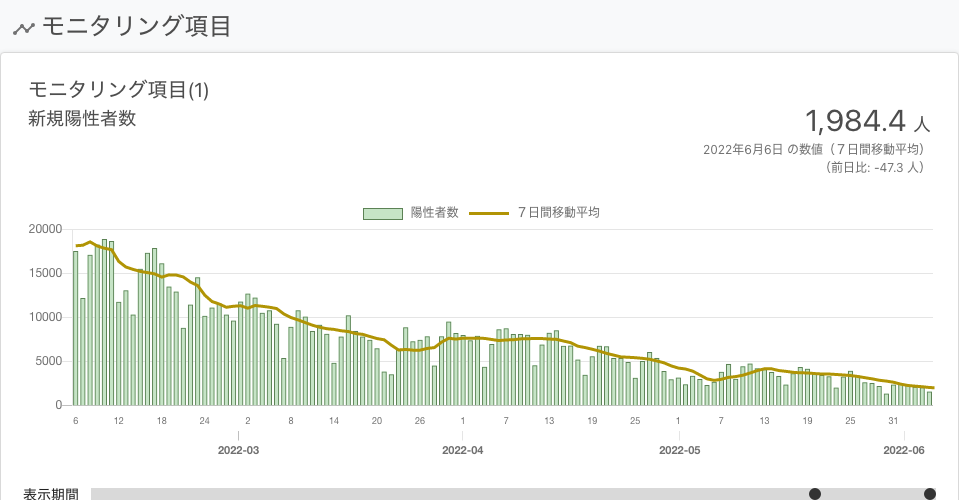 モニタリング項目
モニタリング項目(1)
新規陽性者数
1,984.4 人
2022年6月6日 の数値（７日間移動平均）
（前日比: -47.3 人）
陽性者数 ７日間移動平均
20000
15000
10000
5000
0
6 12 18 24 2 8 14 20 26 1 7 13 19 25 1 7 13 19 25 31
2022-03 2022-04 2022-05 2022-06
表示期間